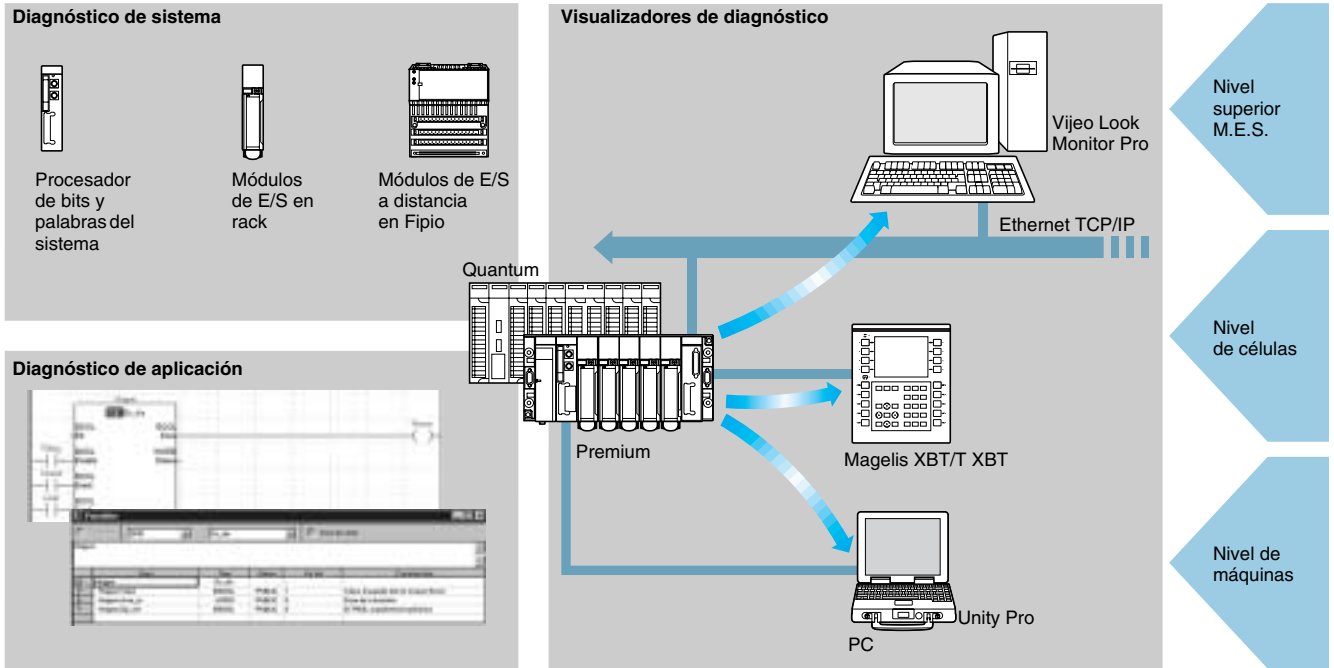 Diagnóstico de sistema
Procesador
de bits y
palabras del
sistema
Módulos
de E/S en
rack
Módulos de E/S
a distancia
en Fipio
Diagnóstico de aplicación
Visualizadores de diagnóstico
Vijeo Look
Monitor Pro
Ethernet TCP/IP
Quantum
Premium
Magelis XBT/T XBT
Unity Pro
PC
Nivel
superior
M.E.S.
Nivel
de células
Nivel de
máquinas